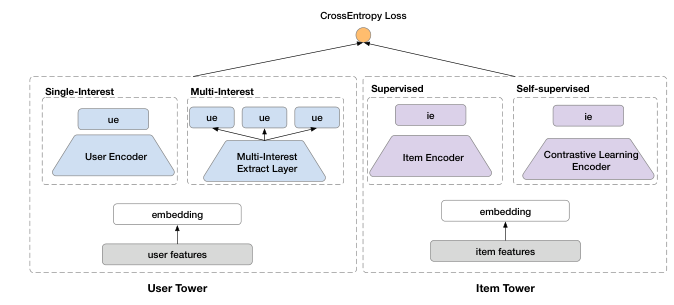 CrossEntropy Loss
Single-Interest
Multi-Interest
Supervised
Self-supervised
ue
ue
ue
ue
ie
ie
User Encoder
Multi-Interest
Extract Layer
Item Encoder
Contrastive Learning
Encoder
embedding
embedding
user features
item features
User Tower
Item Tower